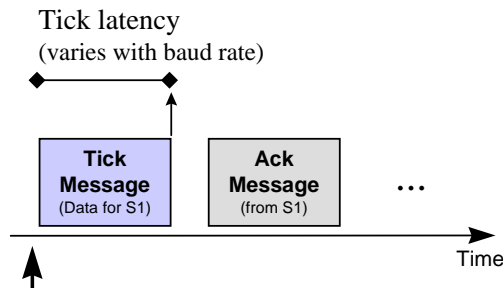 Tick latency
(varies with baud rate)
Tick
Message
(Data for S1)
Ack
Message
(from S1)
...
Time